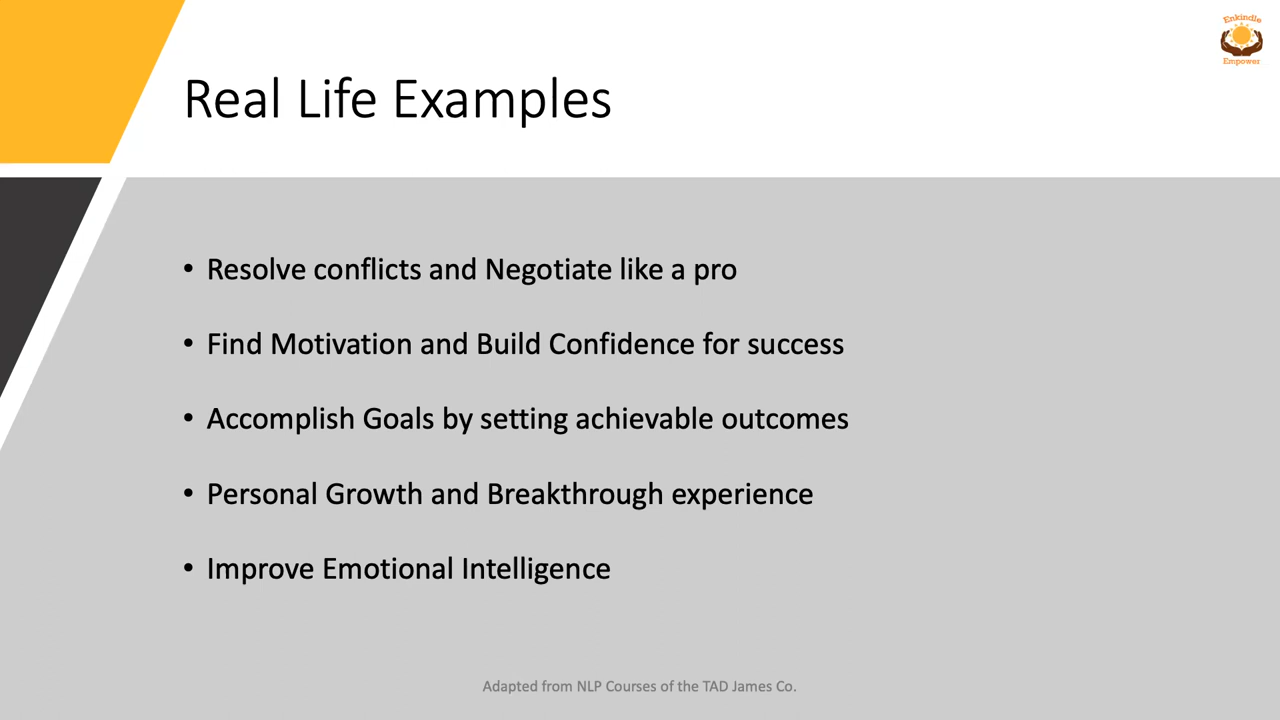 Enkindle
Empower
Real Life Examples
• Resolve conflicts and Negotiate like a pro
• Find Motivation and Build Confidence for success
• Accomplish Goals by setting achievable outcomes
• Personal Growth and Breakthrough experience
• Improve Emotional Intelligence
Adapted from NLP Courses of the TAD James Co.